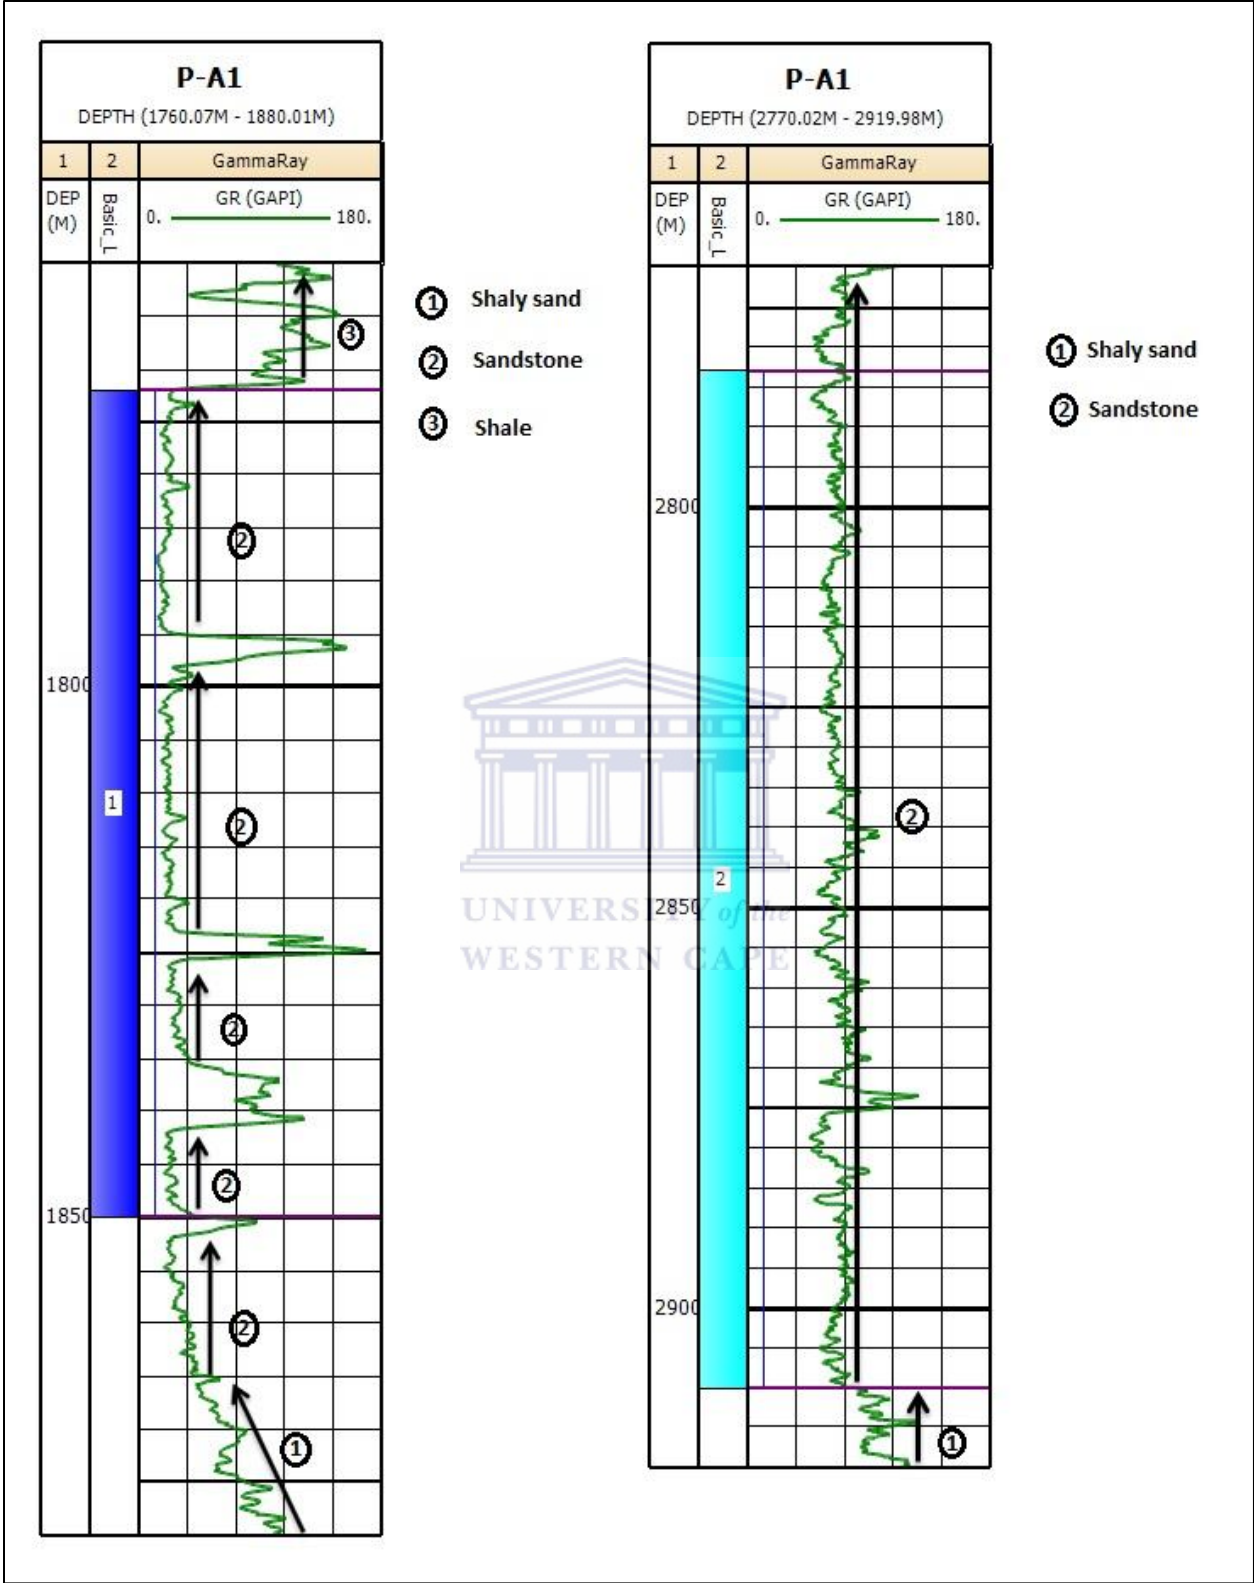 P-A1
DEPTH (1760.07M - 1880.01M)
1 2 GammaRay
DEP (M) Basic_L GR (GAPI)
0. 180.
3
2
1800
1
2
2
2
1850
2
1
1 Shaly sand
2 Sandstone
3 Shale
P-A1
DEPTH (2770.02M - 2919.98M)
1 2 GammaRay
DEP (M) Basic_L GR (GAPI)
0. 180.
2800
2
2
2850
2900
1
1 Shaly sand
2 Sandstone
UNIVERSITY of the
WESTERN CAPE